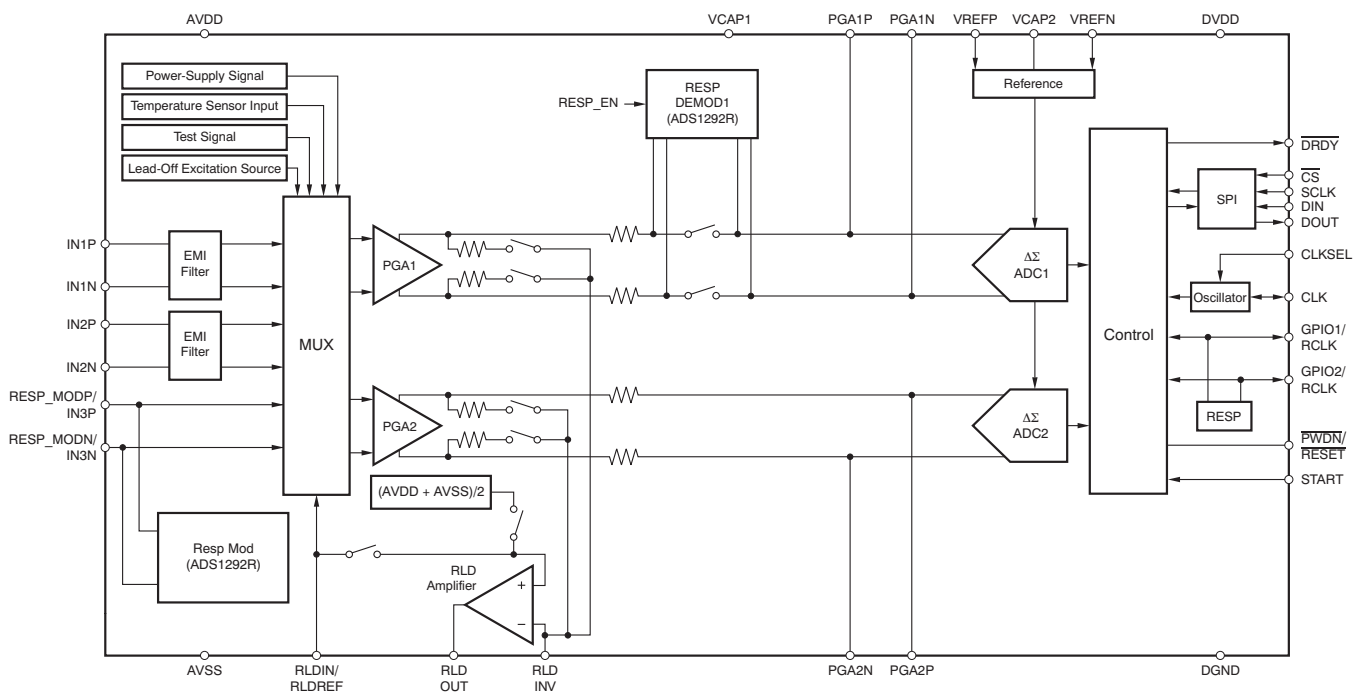 AVDD
VCAP1
PGA1P
PGA1N
VREFP
VCAP2
VREFN
DVDD
Power-Supply Signal
Temperature Sensor Input
Test Signal
Lead-Off Excitation Source
RESP_EN
RESP
DEMOD1
(ADS1292R)
Reference
IN1P
IN1N
IN2P
IN2N
RESP_MODP/
IN3P
RESP_MODN/
IN3N
EMI
Filter
EMI
Filter
MUX
PGA1
PGA2
ΔΣ
ADC1
ΔΣ
ADC2
Control
SPI
Oscillator
RESP
DRDY
CS
SCLK
DIN
DOUT
CLKSEL
CLK
GPIO1/
RCLK
GPIO2/
RCLK
PWDN/
RESET
START
(AVDD + AVSS)/2
Resp Mod
(ADS1292R)
RLD
Amplifier
+
−
AVSS
RLDIN/
RLDREF
RLD
OUT
RLD
INV
PGA2N
PGA2P
DGND